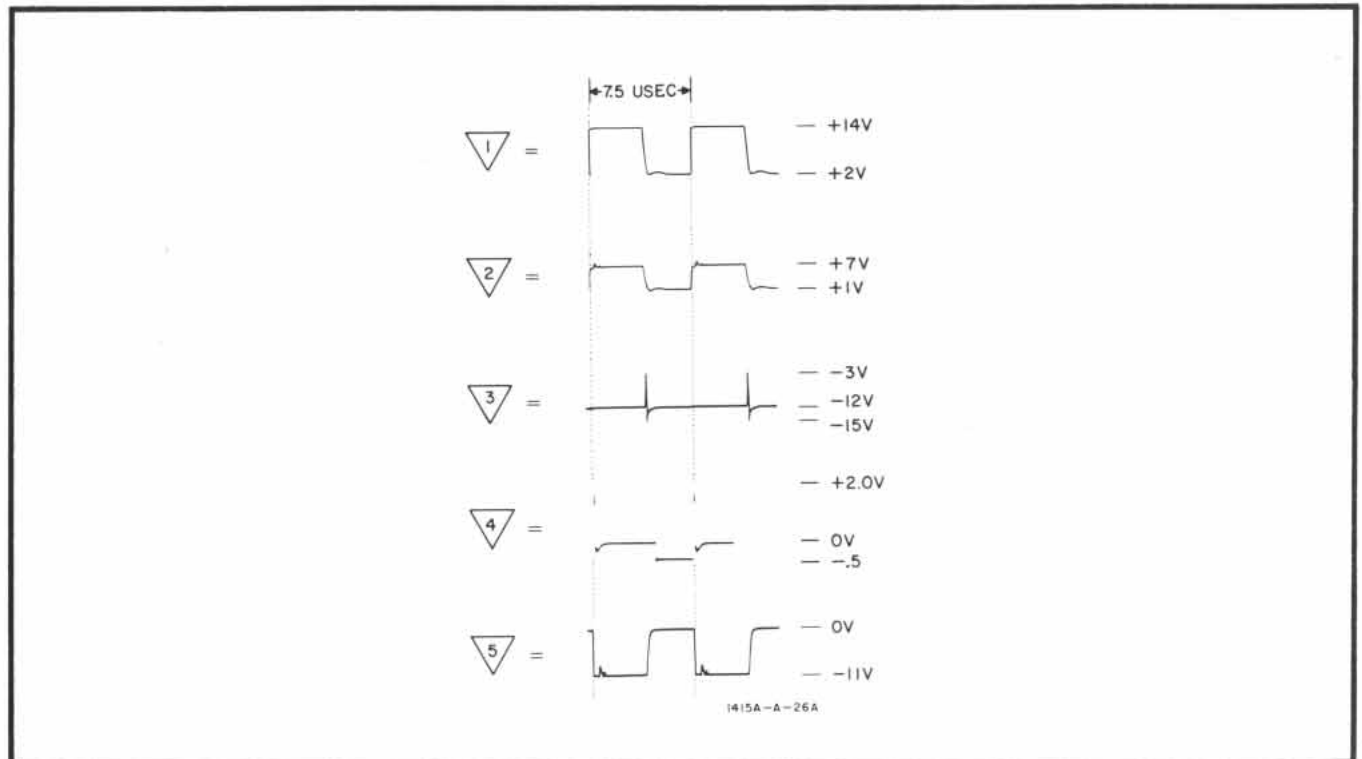 7.5 USEC
1 =
+14V
+2V
2 =
+7V
+1V
3 =
-3V
-12V
-15V
+2.0V
4 =
0V
-.5
5 =
0V
-11V
1415A-A-26A